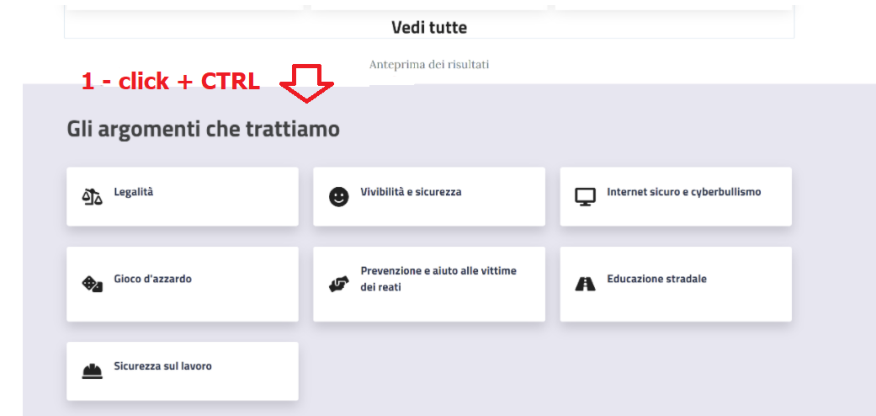 Vedi tutte
Anteprima dei risultati
1 - click + CTRL
Gli argomenti che trattiamo
Legalità
Vivibilità e sicurezza
Internet sicuro e cyberbullismo
Gioco d'azzardo
Prevenzione e aiuto alle vittime
dei reati
Educazione stradale
Sicurezza sul lavoro